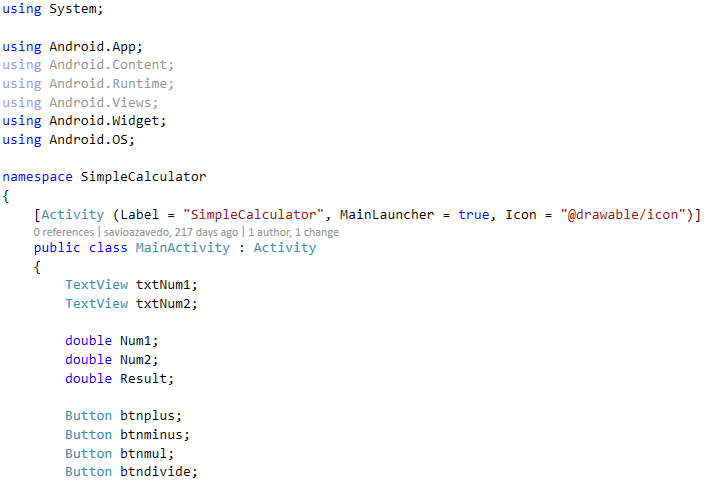 using System;
using Android.App;
using Android.Content;
using Android.Runtime;
using Android.Views;
using Android.Widget;
using Android.OS;
namespace SimpleCalculator
{
[Activity (Label = "SimpleCalculator", MainLauncher = true, Icon = "@drawable/icon")]
0 references | savioazavedo, 217 days ago | 1 author, 1 change
public class MainActivity : Activity
{
TextView txtNum1;
TextView txtNum2;
double Num1;
double Num2;
double Result;
Button btnplus;
Button btnminus;
Button btnmul;
Button btndivide;